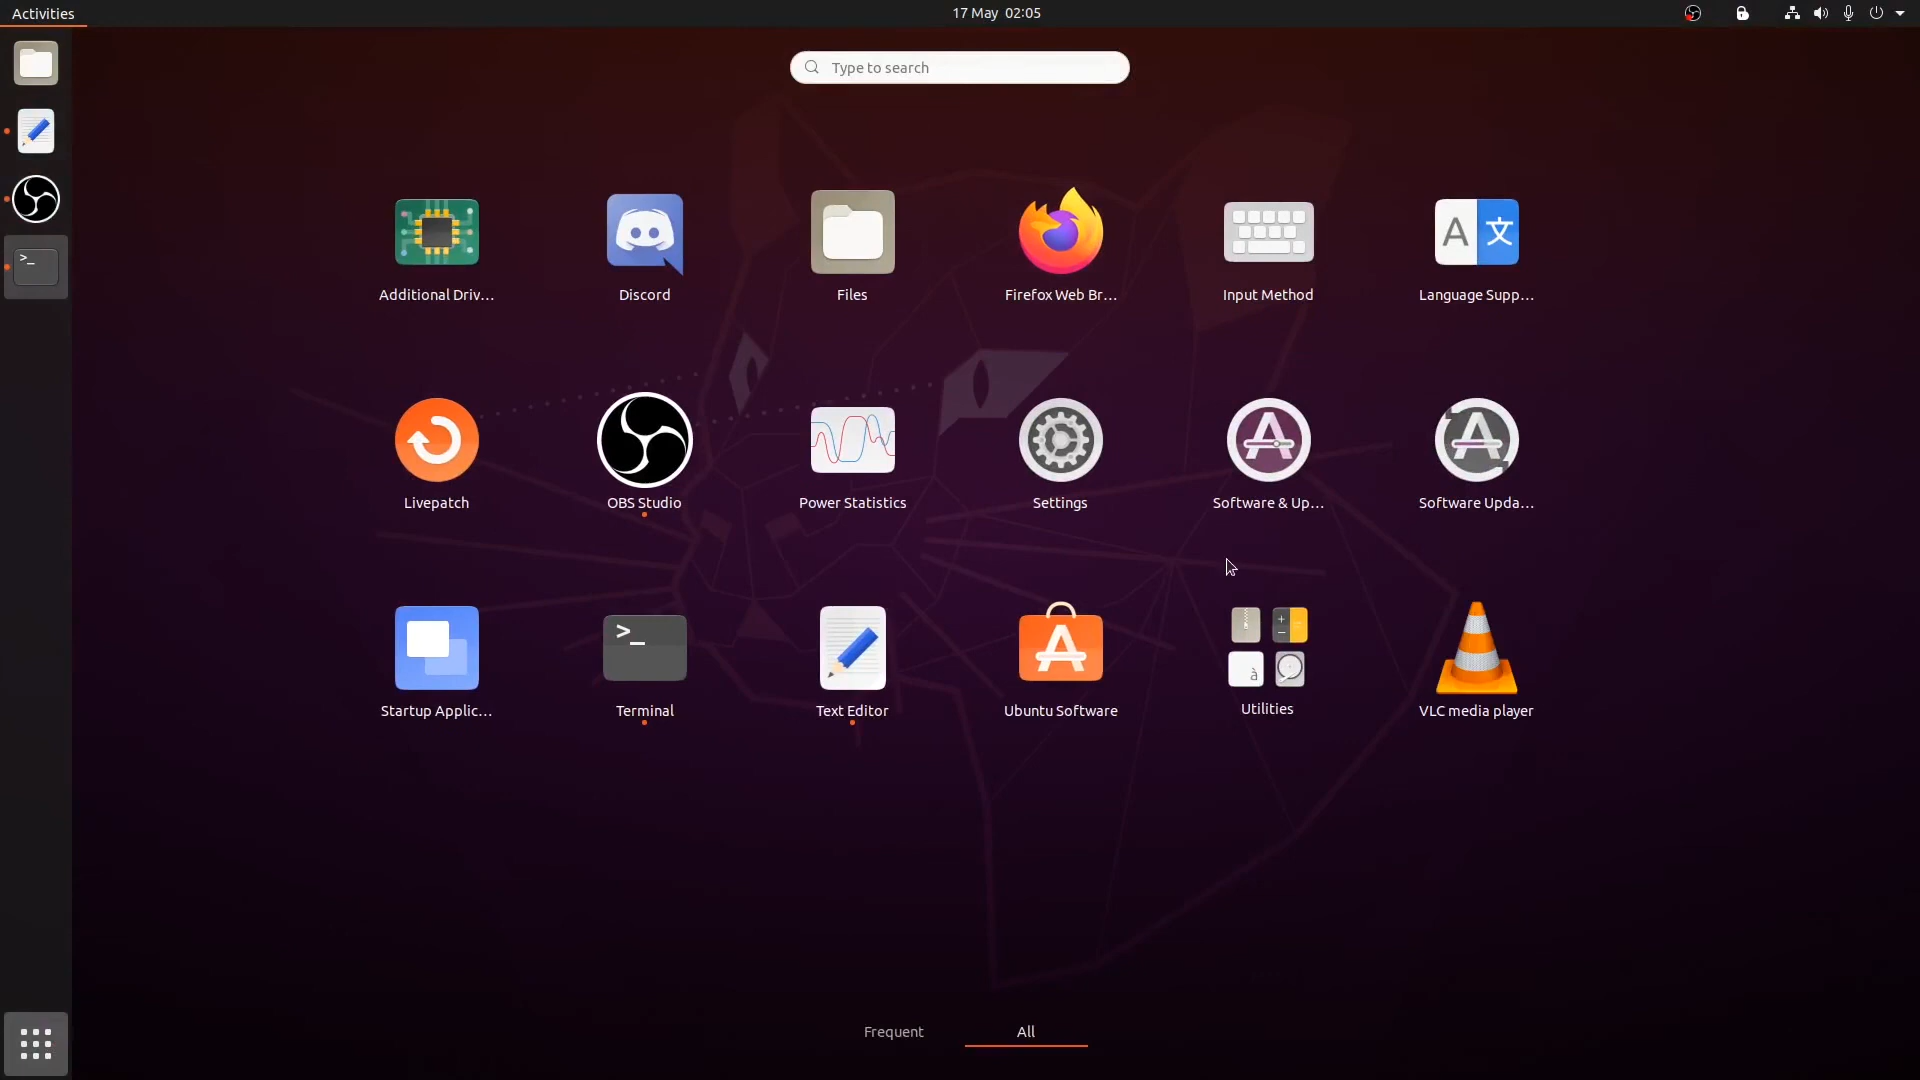 Activities
17 May 02:05
Type to search
Additional Driv...
Discord
Files
Firefox Web Br...
Input Method
Language Supp...
Livepatch
OBS Studio
Power Statistics
Settings
Software & Up...
Software Upda...
Startup Applic...
Terminal
Text Editor
Ubuntu Software
Utilities
VLC media player
Frequent
All